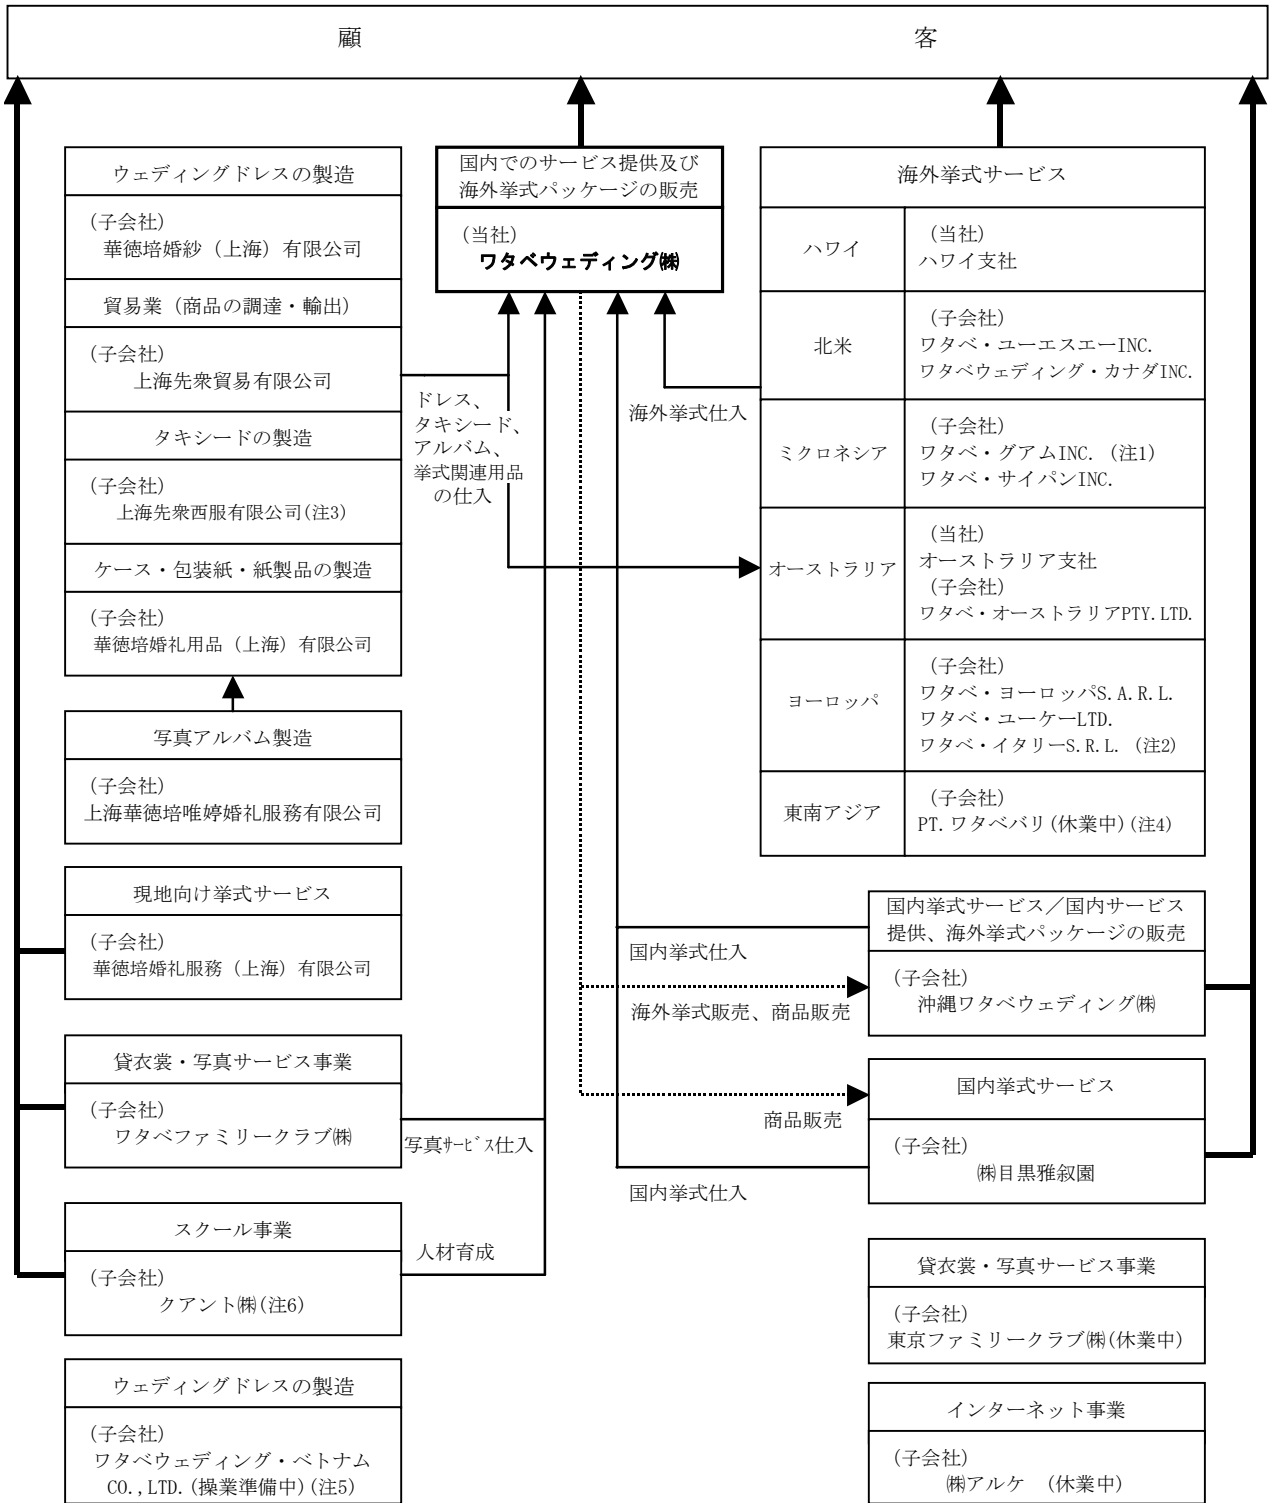 顧客
ウェディングドレスの製造
(子会社)
華徳培婚紗(上海)有限公司
貿易業(商品の調達・輸出)
(子会社)
上海先衆貿易有限公司
タキシードの製造
(子会社)
上海先衆西服有限公司(注3)
ケース・包装紙・紙製品の製造
(子会社)
華徳培婚礼用品(上海)有限公司
写真アルバム製造
(子会社)
上海華徳培唯婷婚礼服務有限公司
現地向け挙式サービス
(子会社)
華徳培婚礼服務(上海)有限公司
貸衣裳・写真サービス事業
(子会社)
ワタベファミリークラブ㈱
スクール事業
(子会社)
クアント㈱(注6)
ウェディングドレスの製造
(子会社)
ワタベウェディング・ベトナム
CO.,LTD.(操業準備中)(注5)
国内でのサービス提供及び
海外挙式パッケージの販売
(当社)
ワタベウェディング㈱
ドレス、
タキシード、
アルバム、
挙式関連用品
の仕入
海外挙式仕入
国内挙式仕入
海外挙式販売、商品販売
商品販売
写真ｻｰﾋﾞｽ仕入
国内挙式仕入
人材育成
海外挙式サービス
ハワイ
(当社)
ハワイ支社
北米
(子会社)
ワタベ・ユーエスエーINC.
ワタベウェディング・カナダINC.
ミクロネシア
(子会社)
ワタベ・グアムINC.(注1)
ワタベ・サイパンINC.
オーストラリア
(当社)
オーストラリア支社
(子会社)
ワタベ・オーストラリアPTY.LTD.
ヨーロッパ
(子会社)
ワタベ・ヨーロッパS.A.R.L.
ワタベ・ユーケーLTD.
ワタベ・イタリーS.R.L.(注2)
東南アジア
(子会社)
PT.ワタベバリ(休業中)(注4)
国内挙式サービス／国内サービス
提供、海外挙式パッケージの販売
(子会社)
沖縄ワタベウェディング㈱
国内挙式サービス
(子会社)
㈱目黒雅叙園
貸衣裳・写真サービス事業
(子会社)
東京ファミリークラブ㈱(休業中)
インターネット事業
(子会社)
㈱アルケ (休業中)